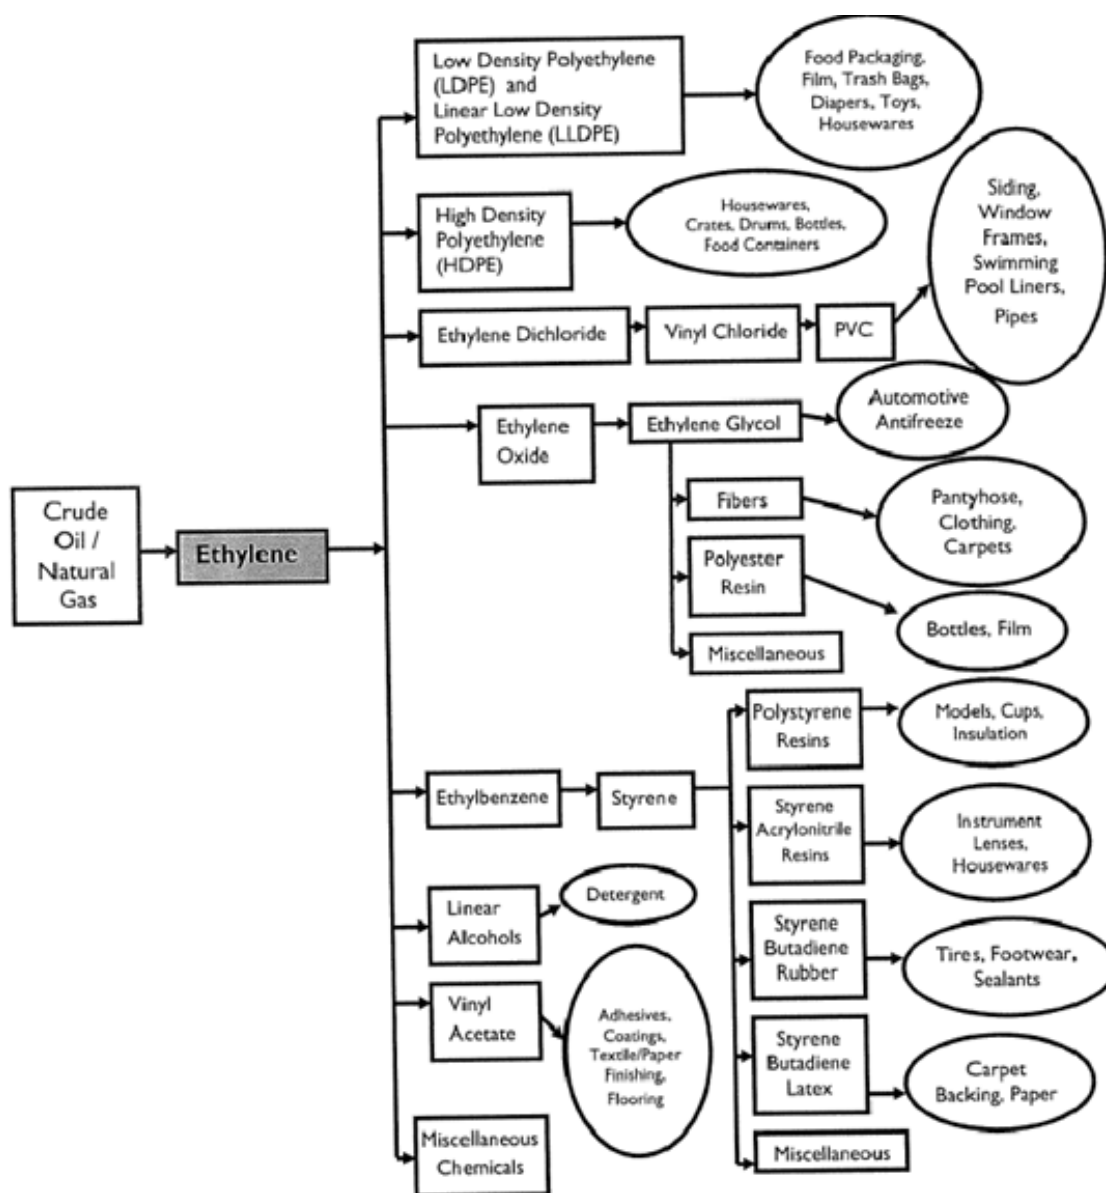 Low Density Polyethylene
(LDPE) and
Linear Low Density
Polyethylene (LLDPE)
Food Packaging,
Film, Trash Bags,
Diapers, Toys,
Housewares
High Density
Polyethylene
(HDPE)
Housewares,
Crates, Drums, Bottles,
Food Containers
Siding,
Window
Frames,
Swimming
Pool Liners,
Pipes
Ethylene Dichloride
Vinyl Chloride
PVC
Ethylene
Oxide
Ethylene Glycol
Automotive
Antifreeze
Crude
Oil /
Natural
Gas
Ethylene
Fibers
Pantyhose,
Clothing,
Carpets
Polyester
Resin
Bottles, Film
Miscellaneous
Polystyrene
Resins
Models, Cups,
Insulation
Ethylbenzene
Styrene
Styrene
Acrylonitrile
Resins
Instrument
Lenses,
Housewares
Linear
Alcohols
Detergent
Styrene
Butadiene
Rubber
Tires, Footwear,
Sealants
Vinyl
Acetate
Adhesives,
Coatings,
Textile/Paper
Finishing,
Flooring
Styrene
Butadiene
Latex
Carpet
Backing, Paper
Miscellaneous
Chemicals
Miscellaneous